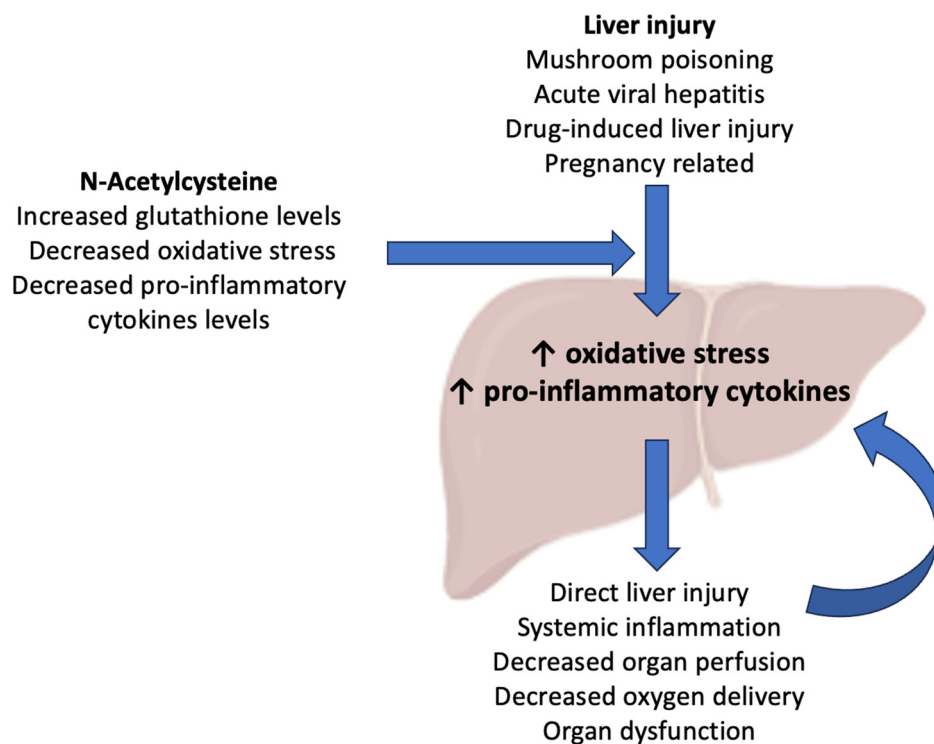 Liver injury
Mushroom poisoning
Acute viral hepatitis
Drug-induced liver injury
Pregnancy related
N-Acetylcysteine
Increased glutathione levels
Decreased oxidative stress
Decreased pro-inflammatory
cytokines levels
↑ oxidative stress
↑ pro-inflammatory cytokines
Direct liver injury
Systemic inflammation
Decreased organ perfusion
Decreased oxygen delivery
Organ dysfunction